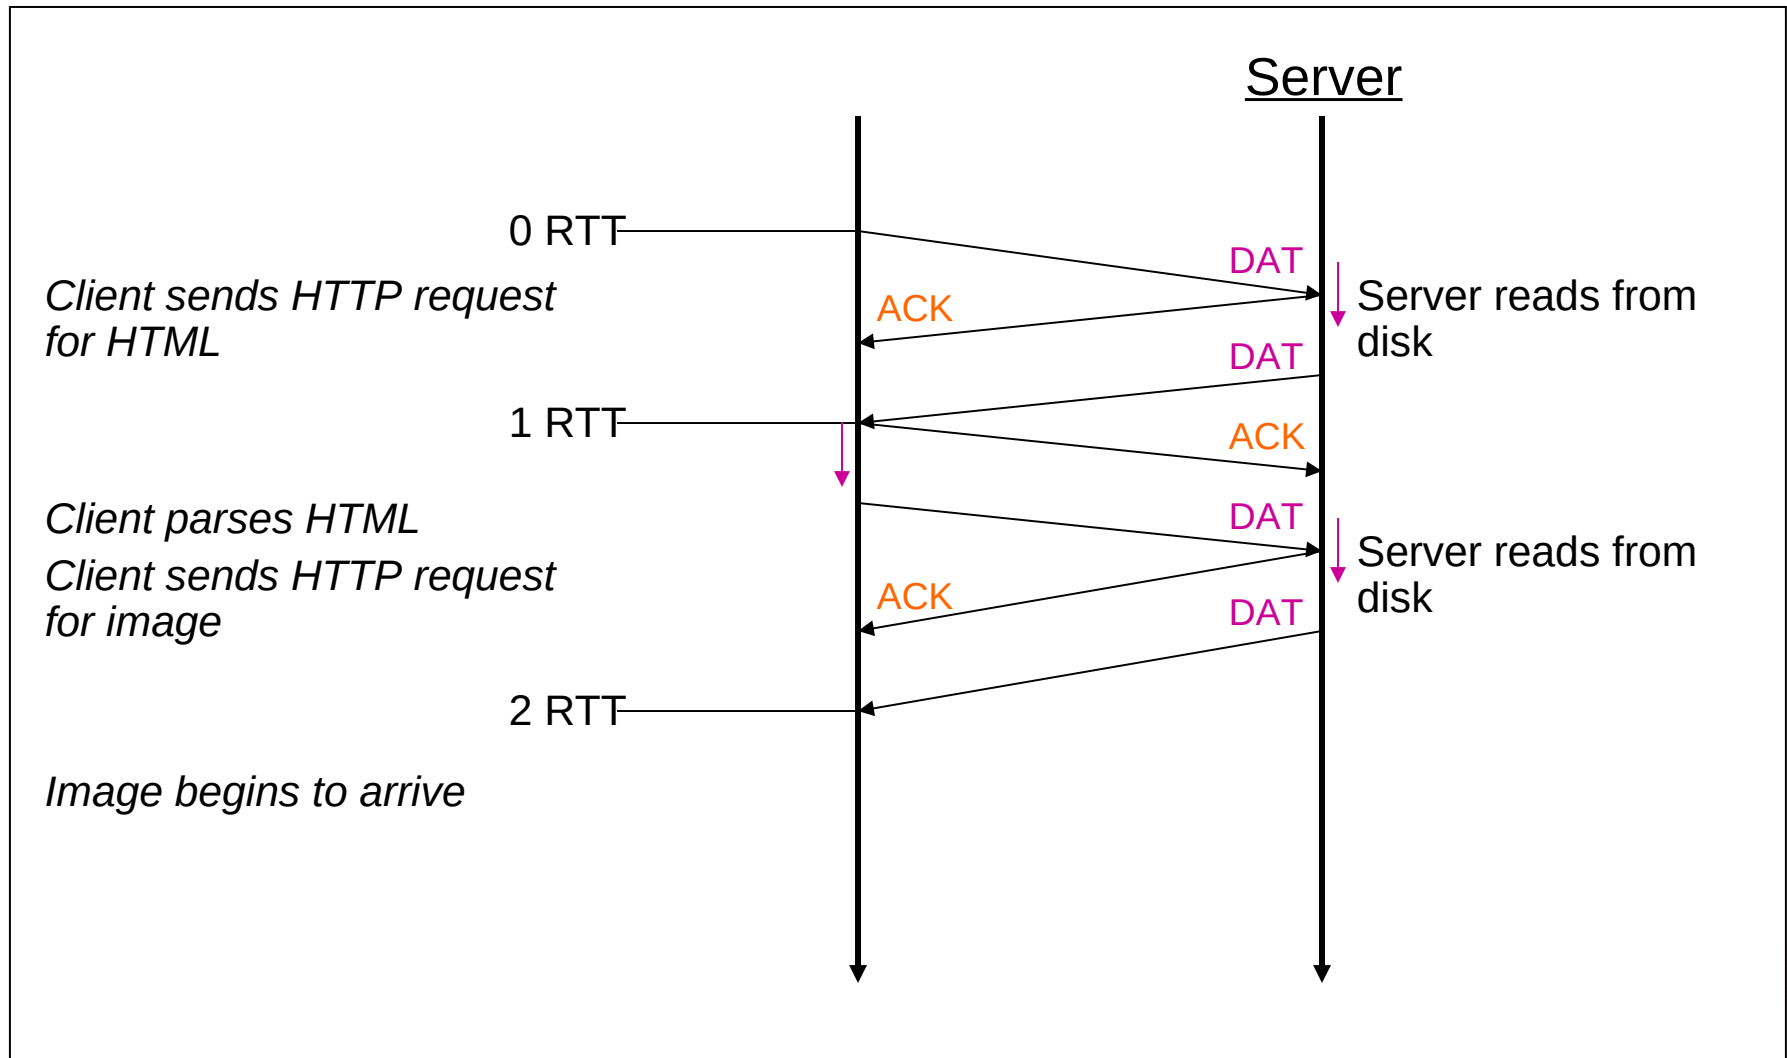 Server
0 RTT
DAT
Client sends HTTP request
for HTML
ACK
Server reads from
disk
DAT
1 RTT
ACK
Client parses HTML
DAT
Client sends HTTP request
for image
ACK
Server reads from
disk
DAT
2 RTT
Image begins to arrive